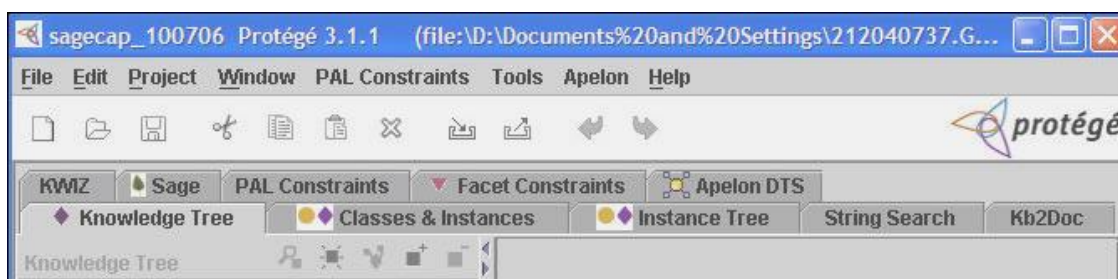 sagecap_100706 Protégé 3.1.1 (file:\D:\Documents%20and%20Settings\212040737.G...
File Edit Project Window PAL Constraints Tools Apelon Help
protégé
KWIZ Sage PAL Constraints Facet Constraints Apelon DTS
Knowledge Tree Classes & Instances Instance Tree String Search Kb2Doc
Knowledge Tree